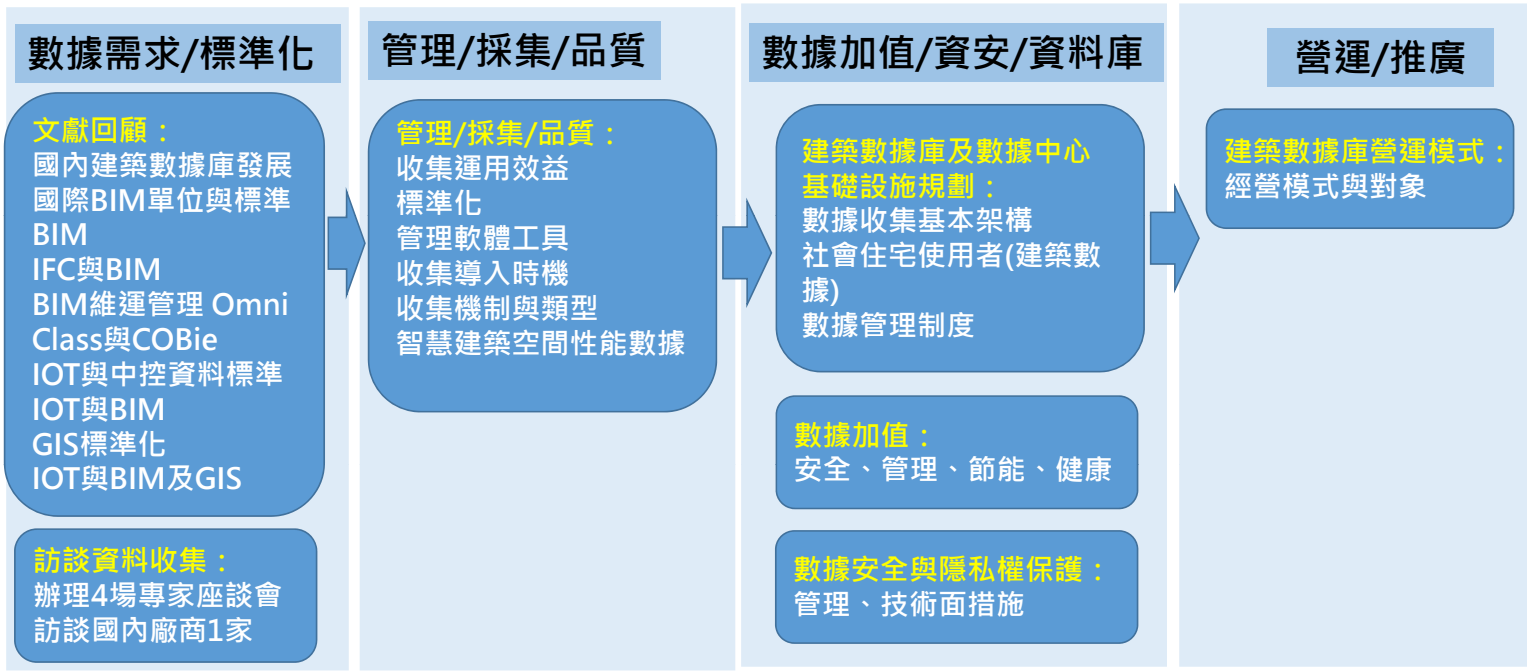 數據需求/標準化
文獻回顧：
國內建築數據庫發展
國際BIM單位與標準
BIM
IFC與BIM
BIM維運管理 Omni
Class與COBie
IOT與中控資料標準
IOT與BIM
GIS標準化
IOT與BIM及GIS
訪談資料收集：
辦理4場專家座談會
訪談國內廠商1家
管理/採集/品質
管理/採集/品質：
收集運用效益
標準化
管理軟體工具
收集導入時機
收集機制與類型
智慧建築空間性能數據
數據加值/資安/資料庫
建築數據庫及數據中心
基礎設施規劃：
數據收集基本架構
社會住宅使用者(建築數
據)
數據管理制度
數據加值：
安全、管理、節能、健康
數據安全與隱私權保護：
管理、技術面措施
營運/推廣
建築數據庫營運模式：
經營模式與對象